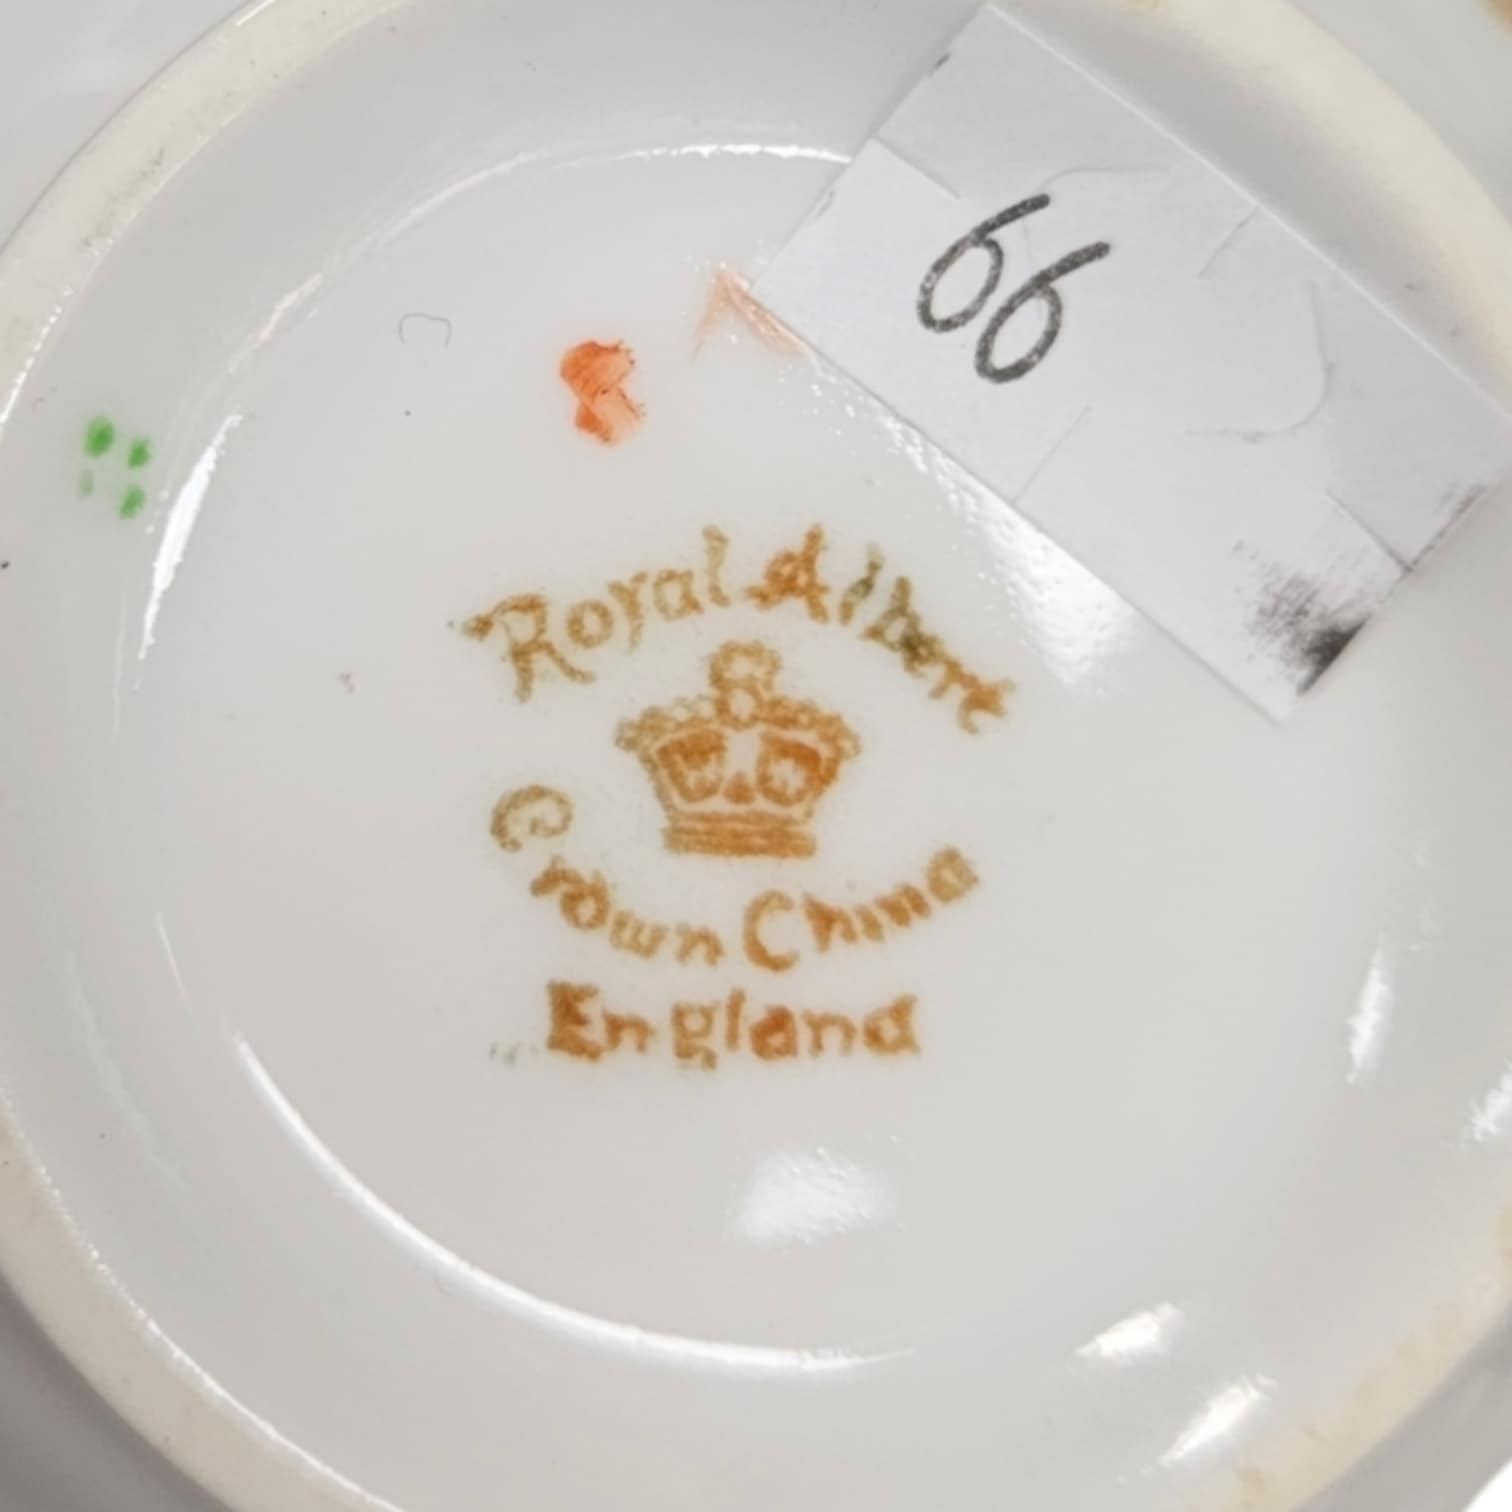 66
Royal Albert
Crown China
England